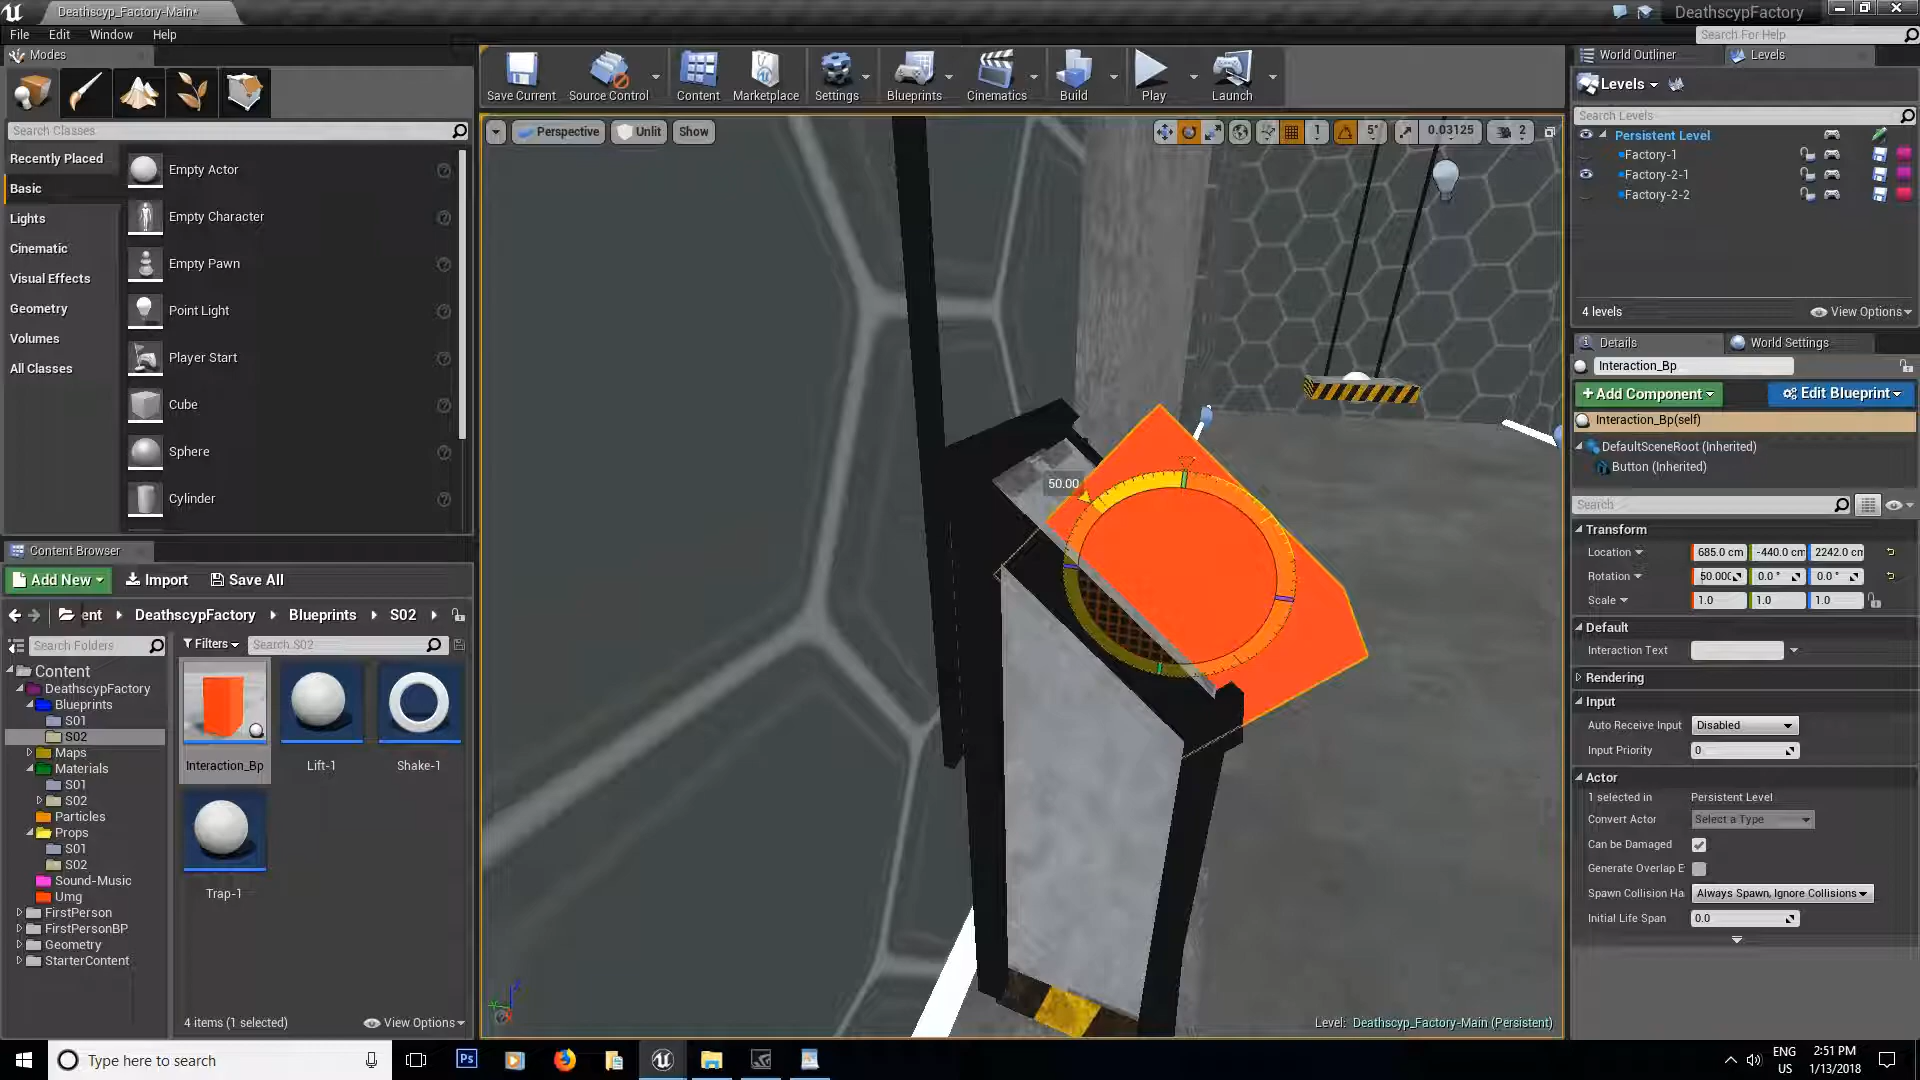 Deathscyp_Factory-Main*
DeathscypFactory
File Edit Window Help
Search For Help
Modes
Save Current
Source Control
Content
Marketplace
Settings
Blueprints
Cinematics
Build
Play
Launch
World Outliner
Levels
Levels
Search Classes
Search Levels
Recently Placed
Basic
Lights
Cinematic
Visual Effects
Geometry
Volumes
All Classes
Empty Actor
Empty Character
Empty Pawn
Point Light
Player Start
Cube
Sphere
Cylinder
Perspective
Unlit
Show
1
5°
0.03125
2
50.00
Persistent Level
Factory-1
Factory-2-1
Factory-2-2
4 levels
View Options
Details
World Settings
Interaction_Bp
+Add Component
Edit Blueprint
Interaction_Bp(self)
DefaultSceneRoot (Inherited)
Button (Inherited)
Search
Transform
Location 685.0 cm -440.0 cm 2242.0 cm
Rotation 50.000 0.0 ° 0.0 °
Scale 1.0 1.0 1.0
Default
Interaction Text
Rendering
Input
Auto Receive Input Disabled
Input Priority 0
Actor
1 selected in Persistent Level
Convert Actor Select a Type
Can be Damaged
Generate Overlap E
Spawn Collision Ha Always Spawn, Ignore Collisions
Initial Life Span 0.0
Content Browser
Add New Import Save All
ent DeathscypFactory Blueprints S02
Search Folders
Filters
Search S02
Content
DeathscypFactory
Blueprints
S01
S02
Maps
Materials
S01
S02
Particles
Props
S01
S02
Sound-Music
Umg
FirstPerson
FirstPersonBP
Geometry
StarterContent
Interaction_Bp
Lift-1
Shake-1
Trap-1
4 items (1 selected)
View Options
Level: Deathscyp_Factory-Main (Persistent)
Type here to search
Ps
ENG
US
2:51 PM
1/13/2018